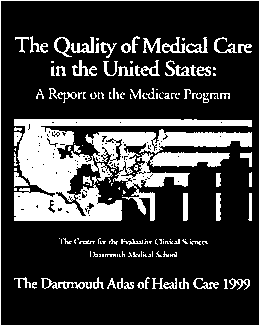 The Quality of Medical Care
in the United States:
A Report on the Medicare Program
The Center for the Evaluative Clinical Sciences
Dartmouth Medical School
The Dartmouth Atlas of Health Care 1999